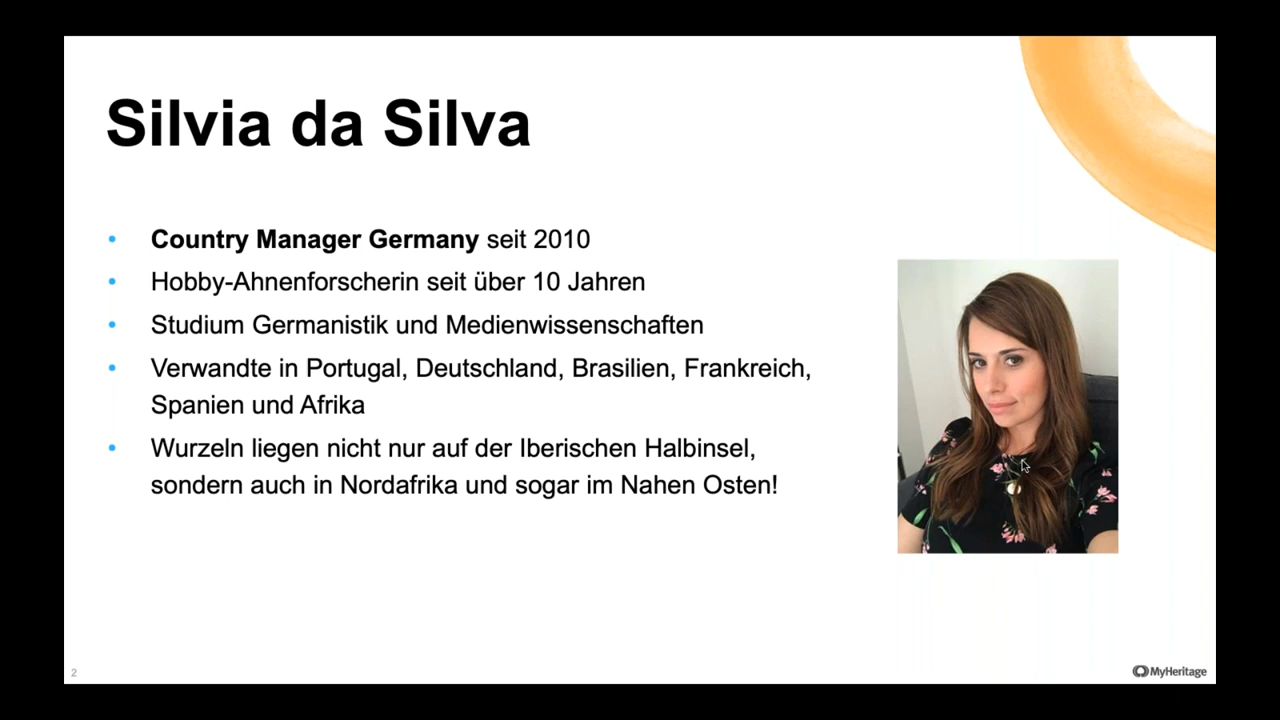 Silvia da Silva
• Country Manager Germany seit 2010
• Hobby-Ahnenforscherin seit über 10 Jahren
• Studium Germanistik und Medienwissenschaften
• Verwandte in Portugal, Deutschland, Brasilien, Frankreich,
Spanien und Afrika
• Wurzeln liegen nicht nur auf der Iberischen Halbinsel,
sondern auch in Nordafrika und sogar im Nahen Osten!
2
MyHeritage